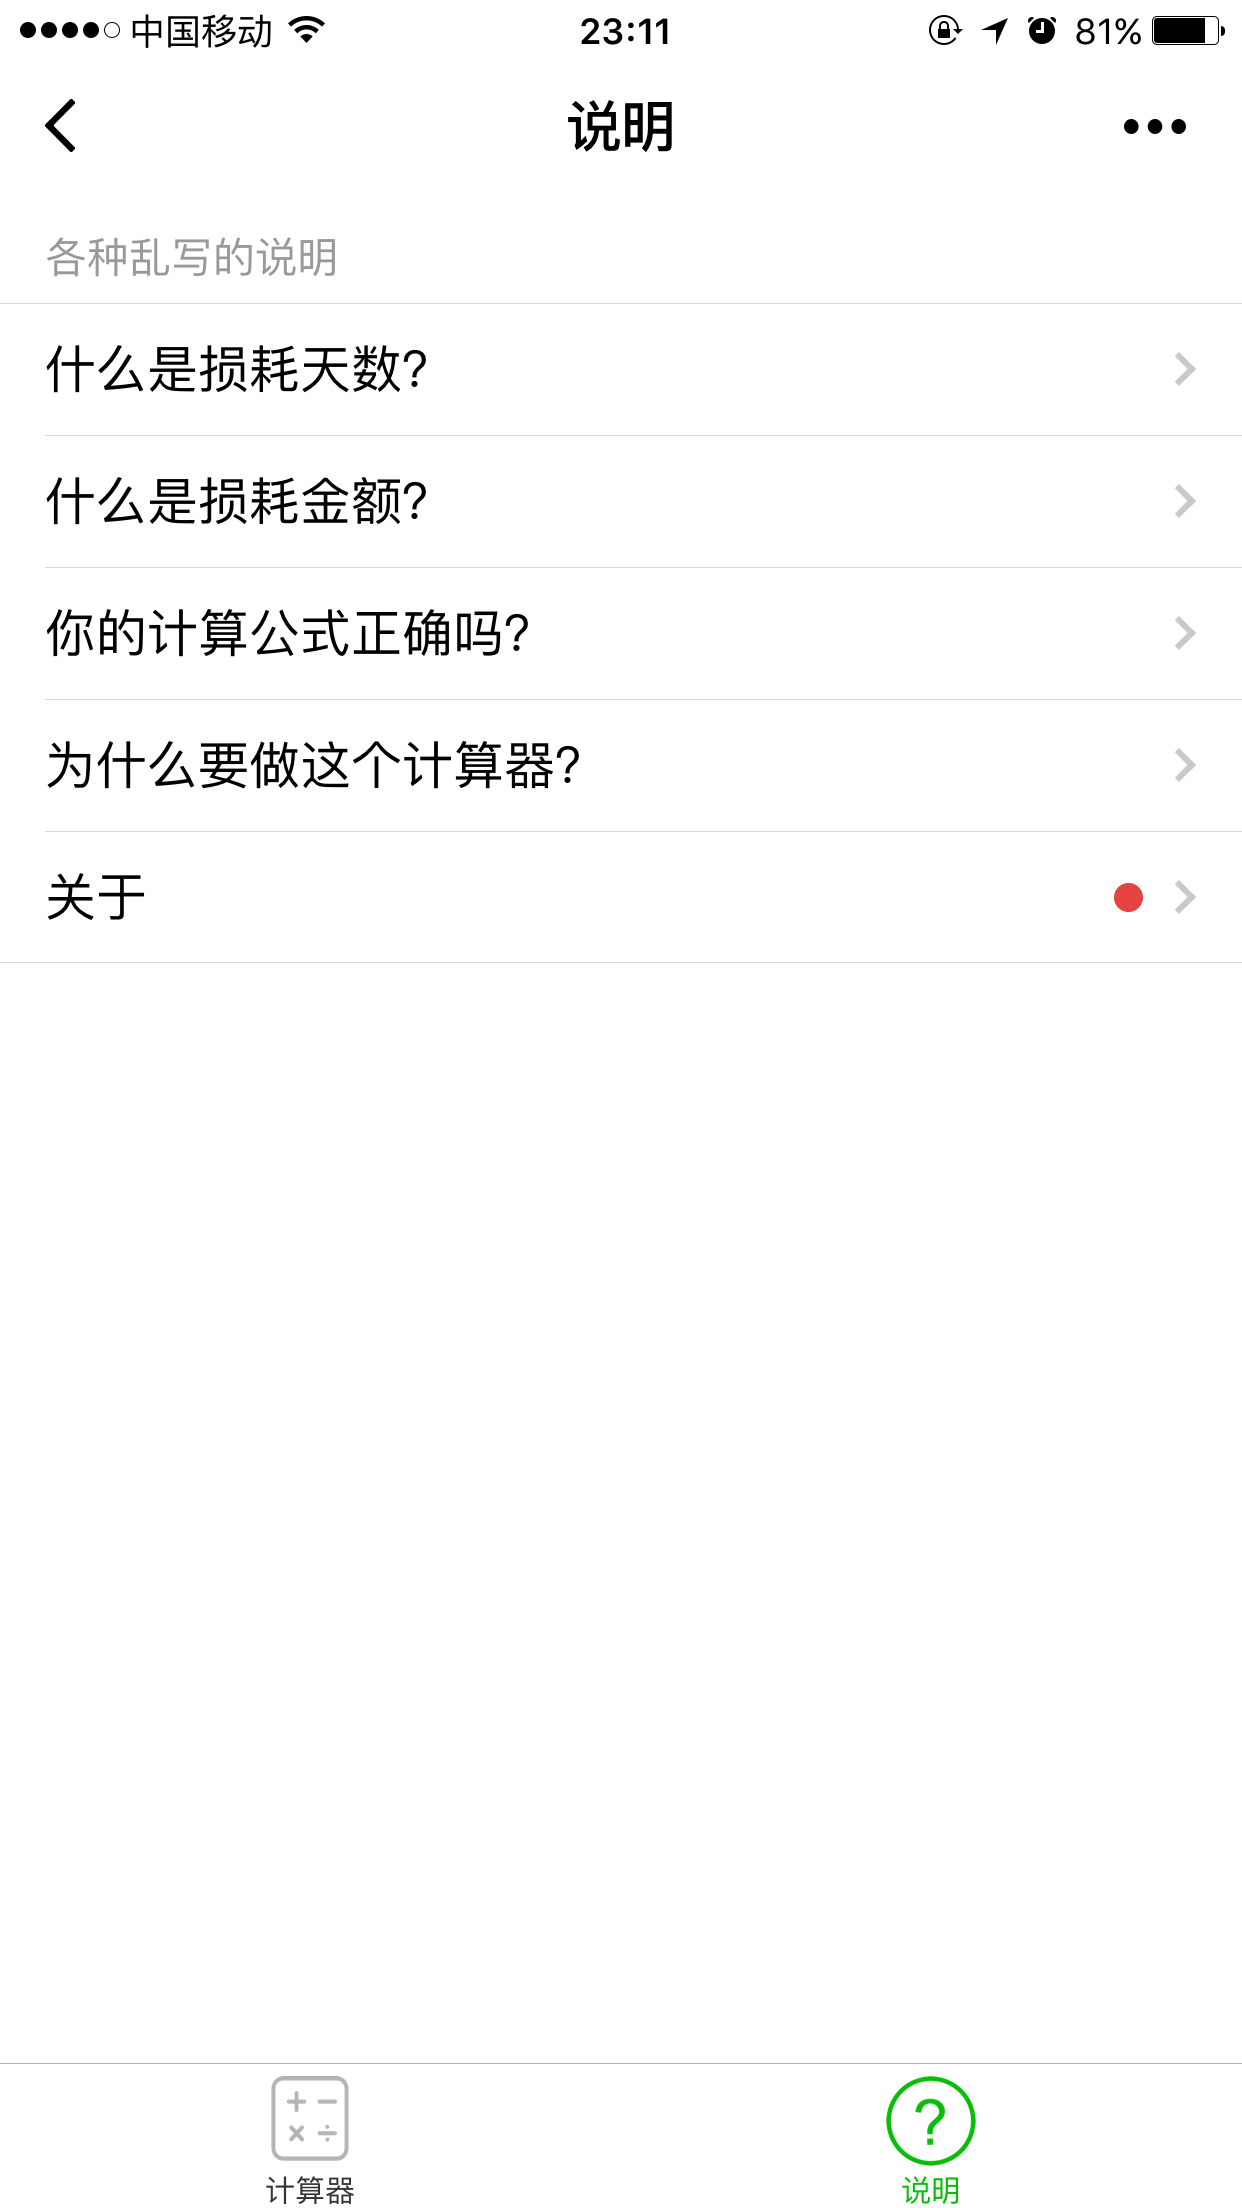 中国移动 23:11 81%
说明
各种乱写的说明
什么是损耗天数?
什么是损耗金额?
你的计算公式正确吗?
为什么要做这个计算器?
关于
计算器 说明